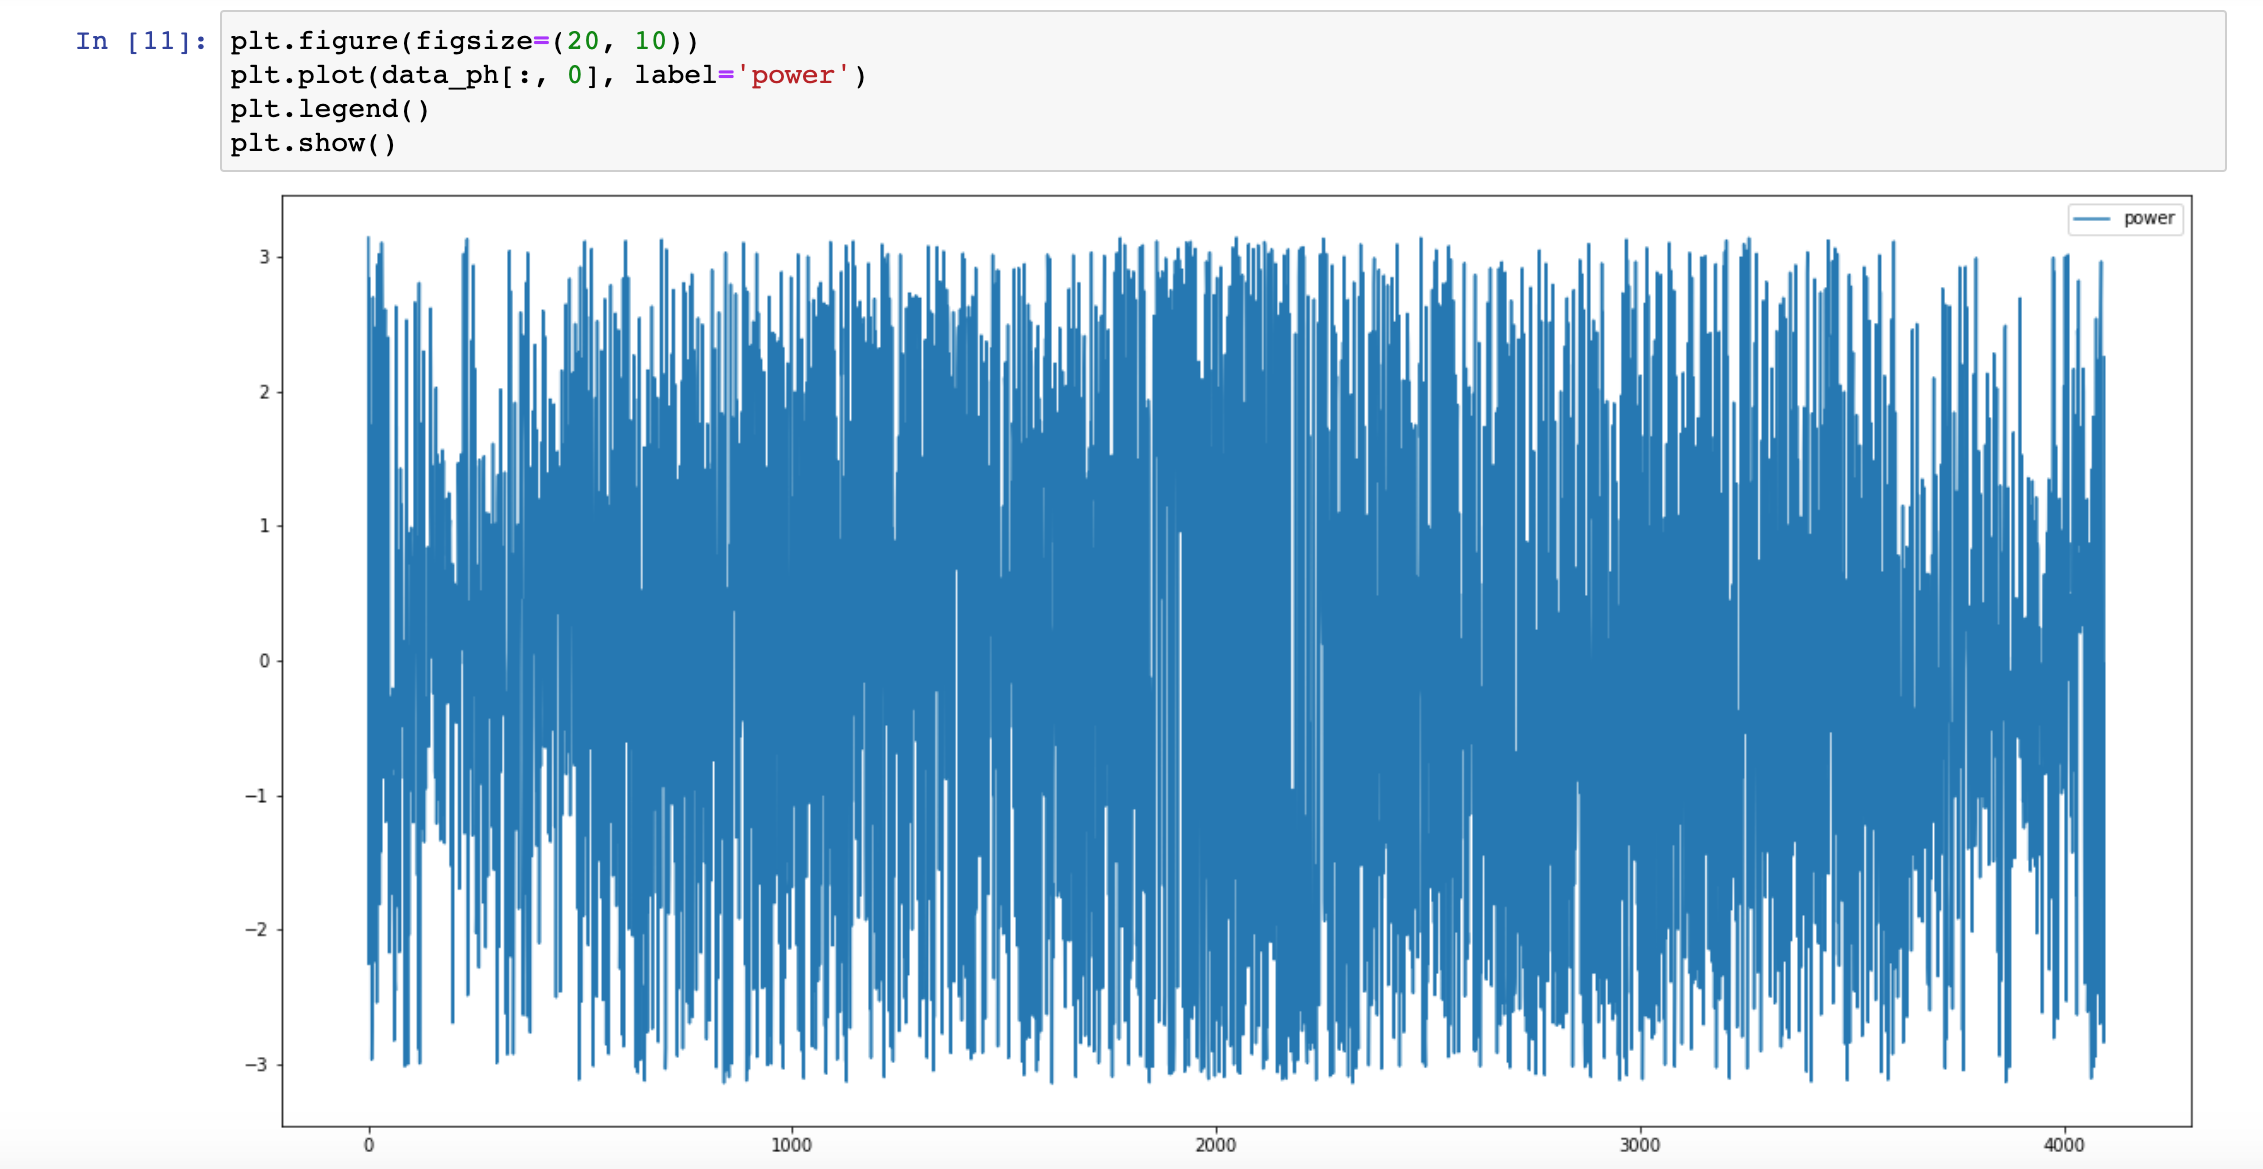 In [11]: plt.figure(figsize=(20, 10))
plt.plot(data_ph[:, 0], label='power')
plt.legend()
plt.show()
power
3
2
1
0
−1
−2
−3
0 1000 2000 3000 4000